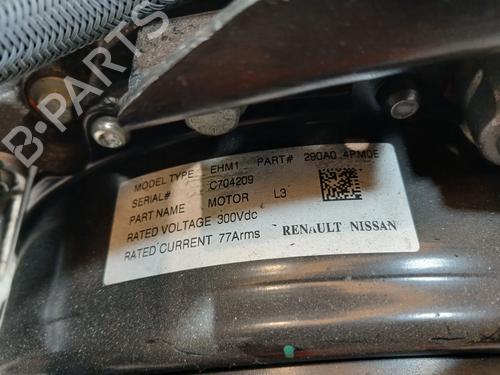 B-PARTS
MODEL TYPE EHM1 PART# 290A0 4PM0E
SERIAL# C704209
PART NAME MOTOR L3
RATED VOLTAGE 300Vdc
RATED CURRENT 77Arms RENAULT NISSAN